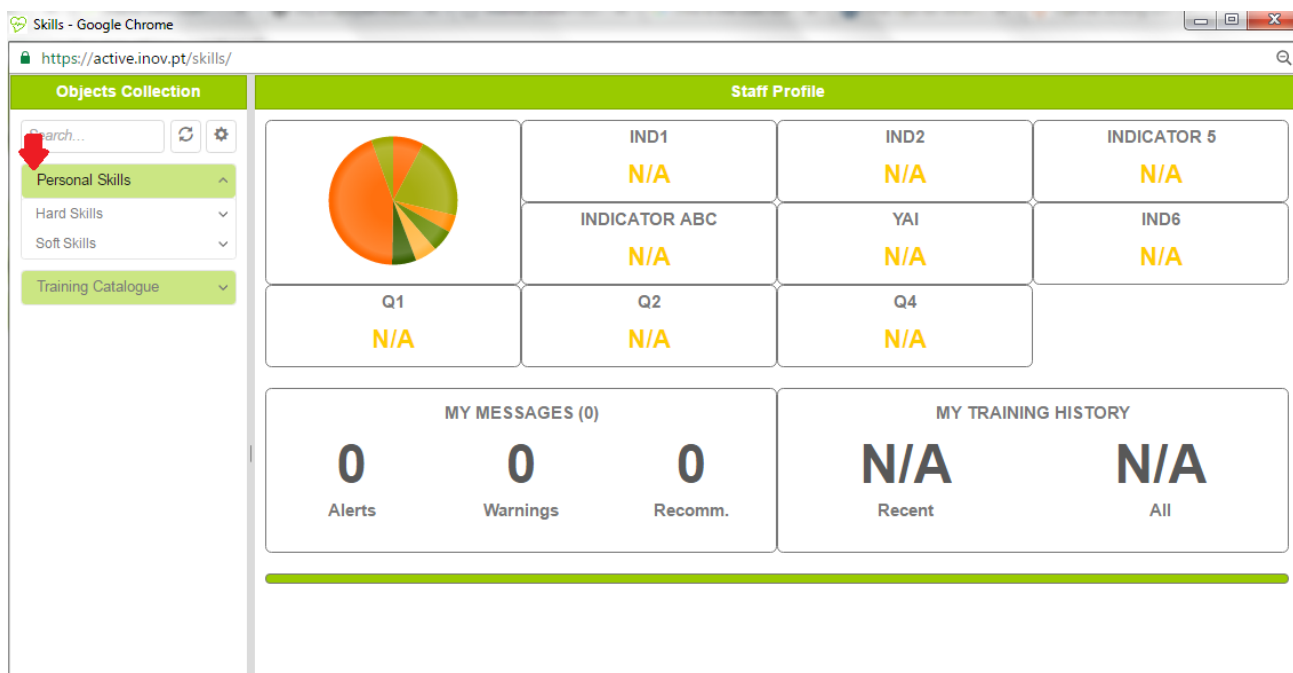 Skills - Google Chrome
https://active.inov.pt/skills/
Objects Collection
Staff Profile
Search...
Personal Skills
Hard Skills
Soft Skills
Training Catalogue
IND1
N/A
IND2
N/A
INDICATOR 5
N/A
INDICATOR ABC
N/A
YAI
N/A
IND6
N/A
Q1
N/A
Q2
N/A
Q4
N/A
MY MESSAGES (0)
0 0 0
Alerts Warnings Recomm.
MY TRAINING HISTORY
N/A N/A
Recent All